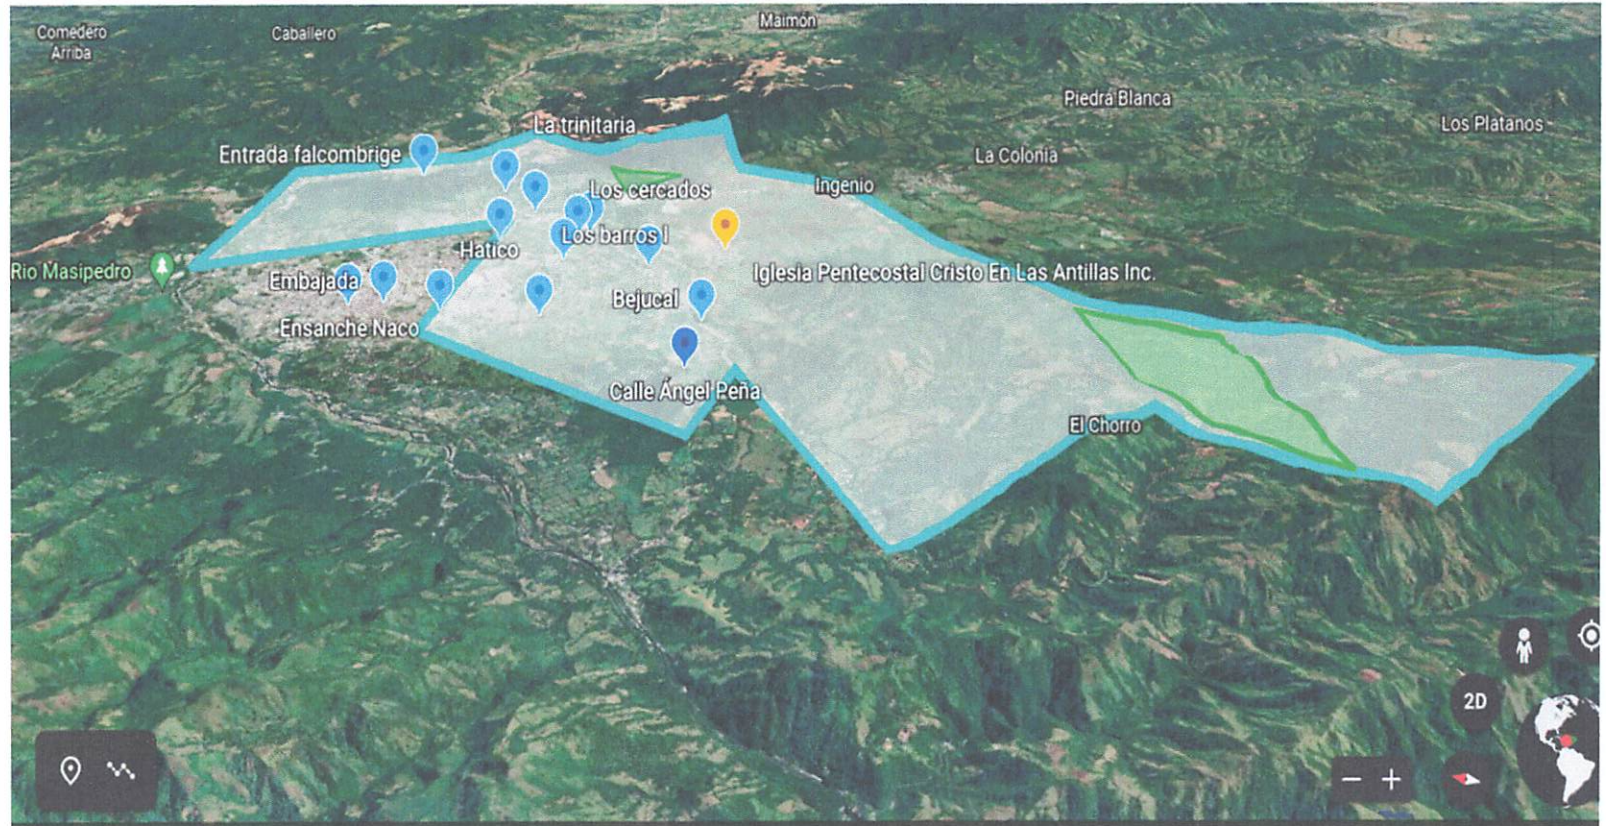 Maimón
Comedero
Arriba
Caballero
Piedra Blanca
Los Platanos
La trinitaria
Entrada falcombrige
La Colonia
Ingenio
Los cercados
Los barros I
Hatico
Rio Masipedro
Embajada
Iglesia Pentecostal Cristo En Las Antillas Inc.
Bejucal
Ensanche Naco
Calle Ángel Peña
El Chorro
2D